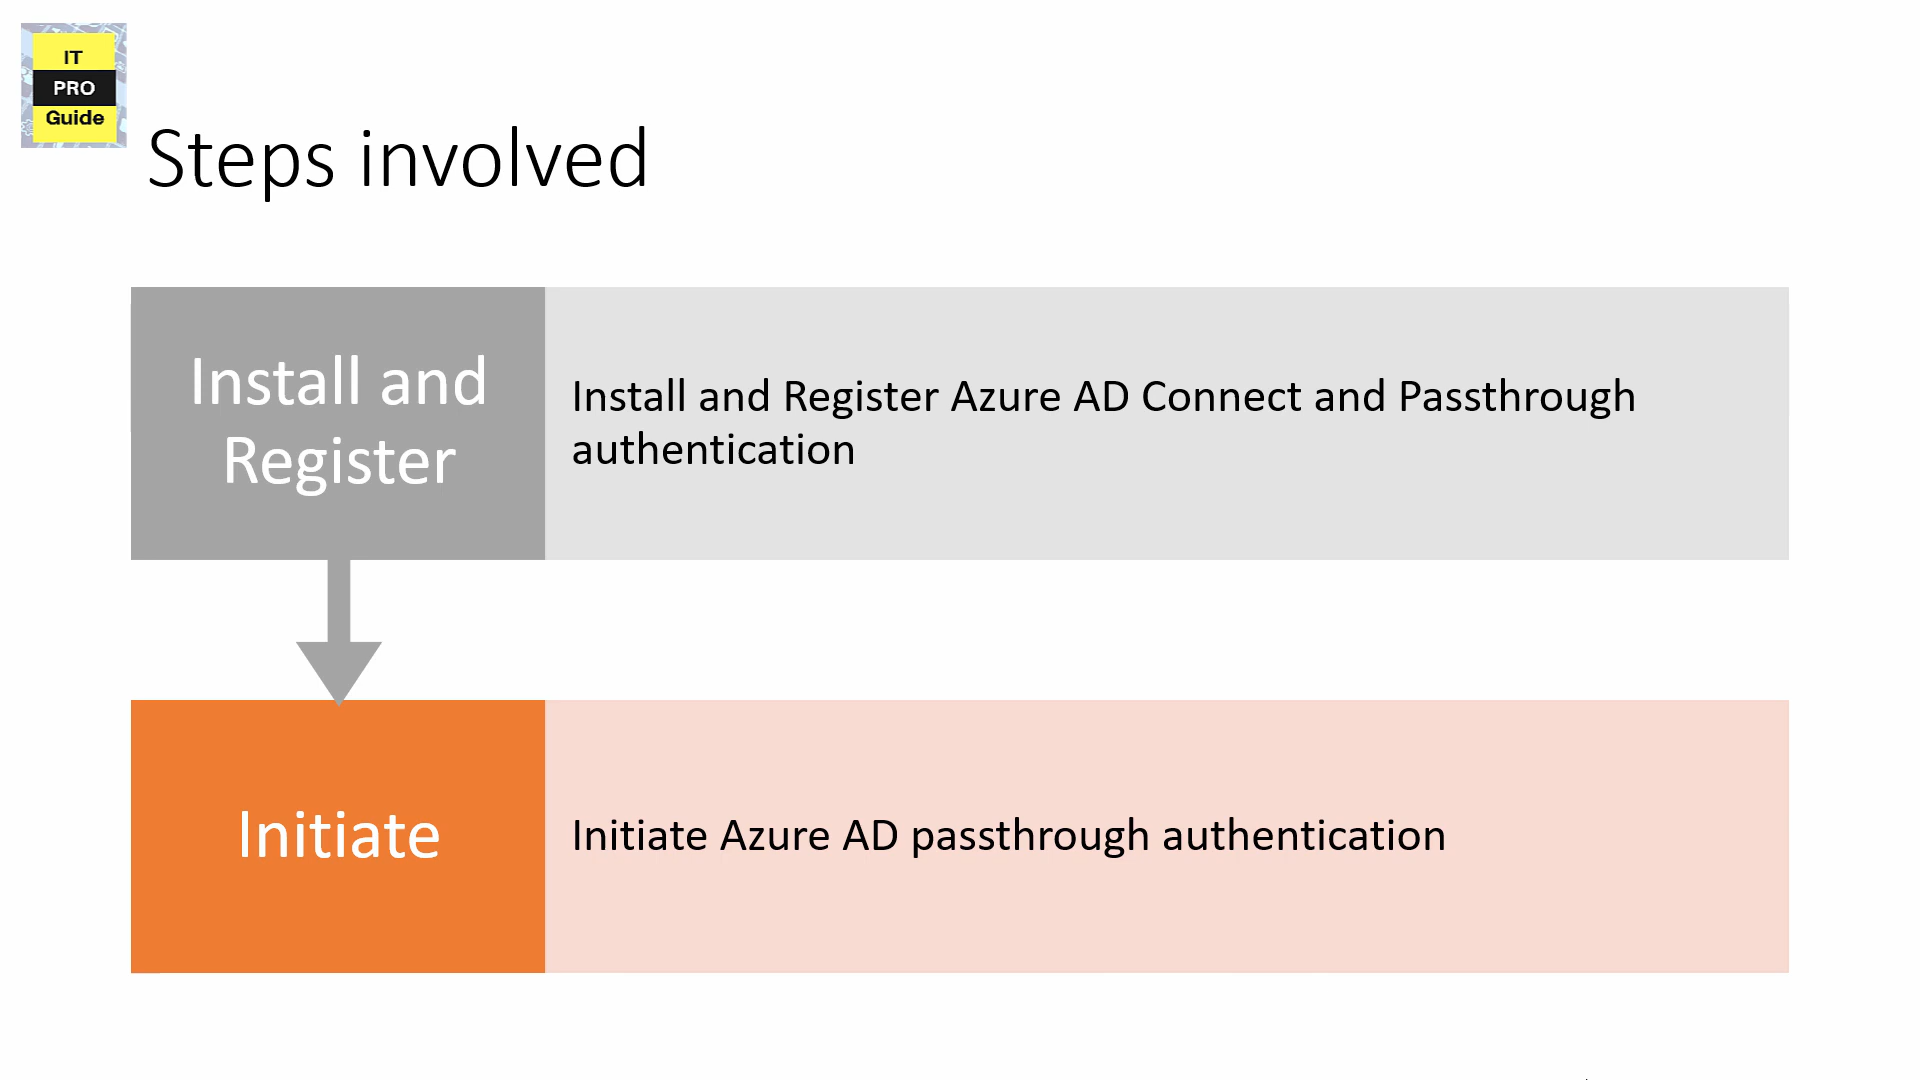 IT
PRO
Guide
Steps involved
Install and
Register
Install and Register Azure AD Connect and Passthrough
authentication
Initiate
Initiate Azure AD passthrough authentication